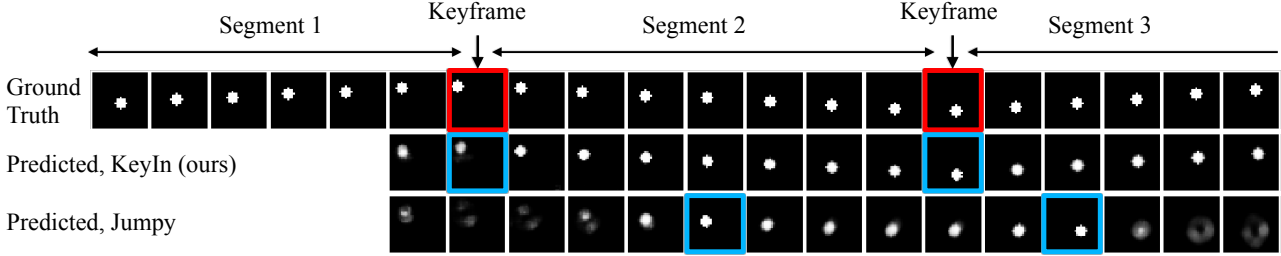 Keyframe Keyframe
Segment 1 Segment 2 Segment 3
Ground
Truth
Predicted, KeyIn (ours)
Predicted, Jumpy